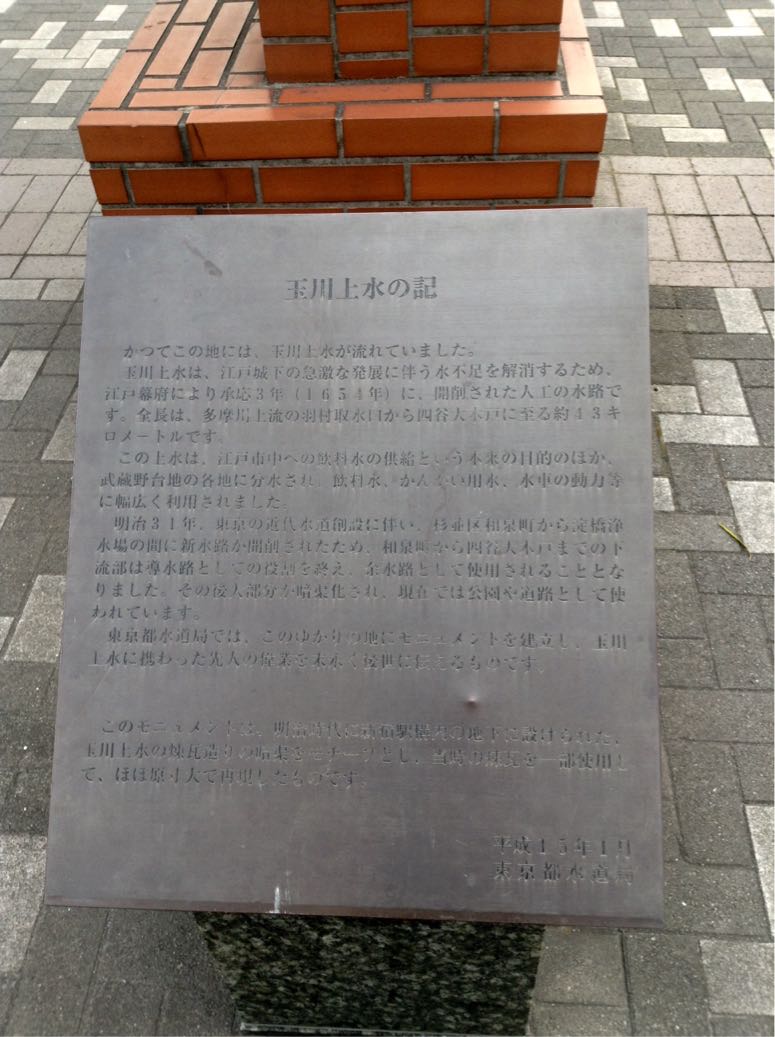 玉川上水の記
かつてこの地には、玉川上水が流れていました。
玉川上水は、江戸城下の急激な発展に伴う水不足を解消するため、
江戸幕府により承応3年(1654年)に、開削された人工の水路で
す。全長は、多摩川上流の羽村取水口から四谷大木戸に至る約43キ
ロメートルです。
この上水は、江戸市中への飲料水の供給という本来の目的のほか、
武蔵野台地の各地に分水され、飲料水、かんがい用水、水車の動力等
に幅広く利用されました。
明治31年、東京の近代水道創設に伴い、杉並区和泉町から淀橋浄
水場の間に新水路が開削されたため、和泉町から四谷大木戸までの下
流部は導水路としての役割を終え、余水路として使用されることとな
りました。その後大部分が暗渠化され、現在では公園や道路として使
われています。
東京都水道局では、このゆかりの地にモニュメントを建立し、玉川
上水に携わった先人の偉業を末永く後世に伝えるものです。
このモニュメントは、明治時代に新宿駅構内の地下に設けられた、
玉川上水の煉瓦造りの暗渠をモチーフとし、当時の煉瓦を一部使用し
て、ほぼ原寸大で再現したものです。
平成15年1月
東京都水道局